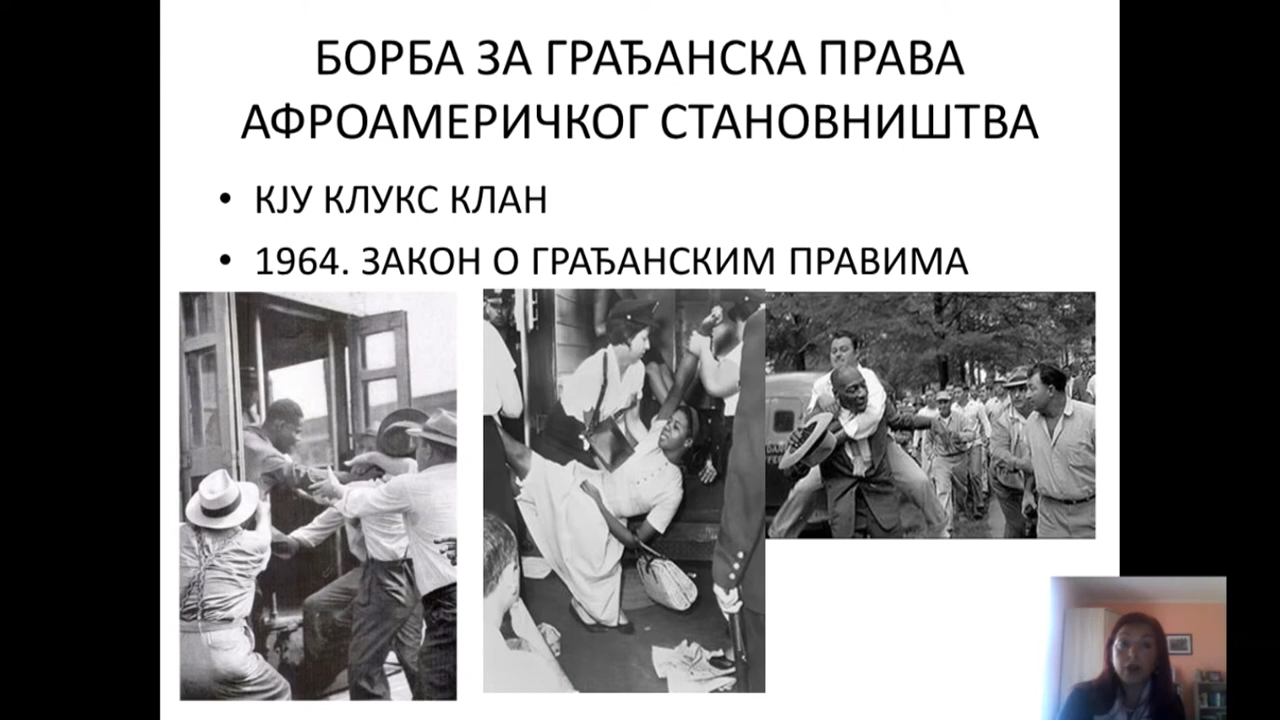 БОРБА ЗА ГРАЂАНСКА ПРАВА
АФРОАМЕРИЧКОГ СТАНОВНИШТВА
• КЈУ КЛУКС КЛАН
• 1964. ЗАКОН О ГРАЂАНСКИМ ПРАВИМА